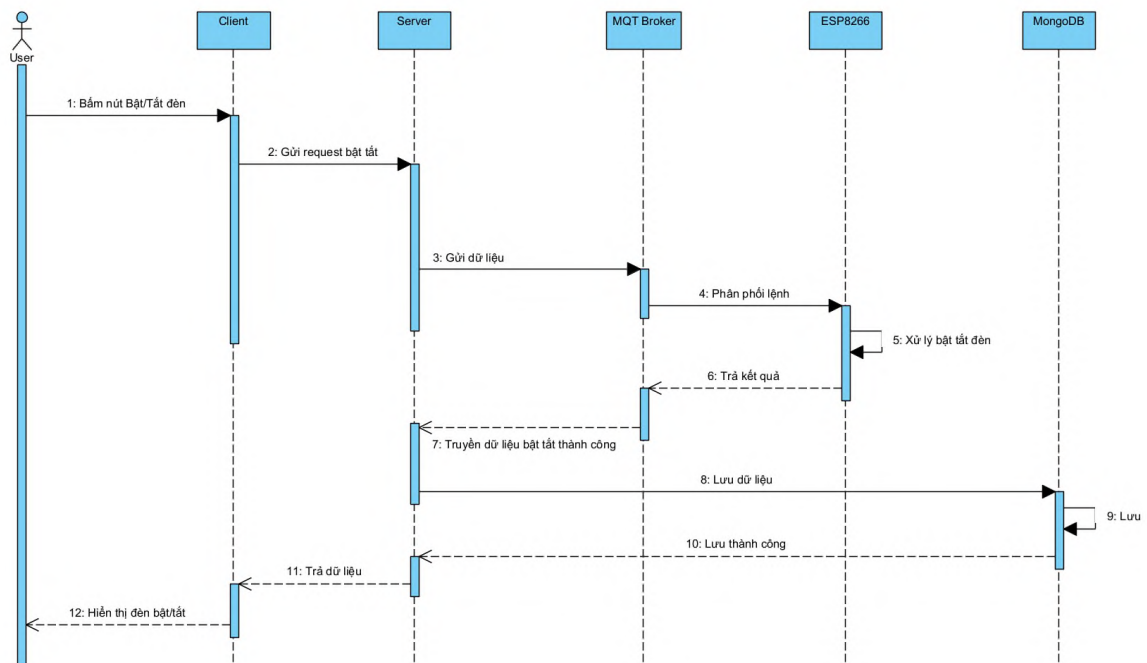 Client
Server
MQT Broker
ESP8266
MongoDB
User
1: Bấm nút Bật/Tắt đèn
2: Gửi request bật tắt
3: Gửi dữ liệu
4: Phân phối lệnh
5: Xử lý bật tắt đèn
6: Trả kết quả
7: Truyền dữ liệu bật tắt thành công
8: Lưu dữ liệu
9: Lưu
10: Lưu thành công
11: Trả dữ liệu
12: Hiển thị đèn bật/tắt